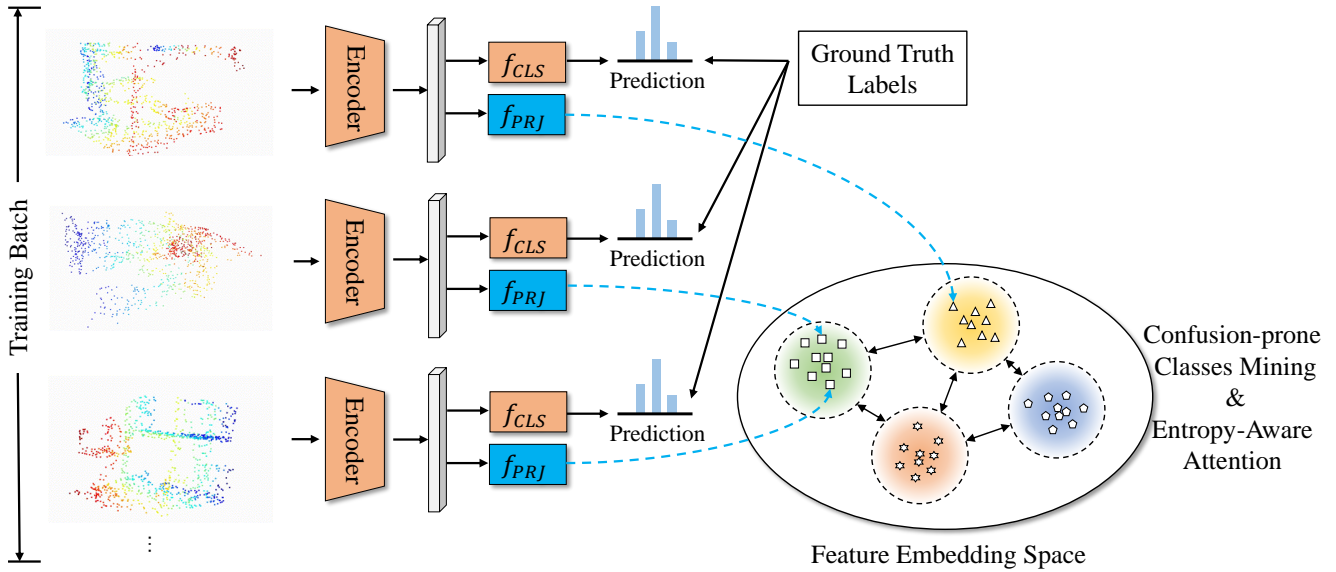 Training Batch
Encoder
f_CLS
f_PRJ
Prediction
Ground Truth
Labels
Encoder
f_CLS
f_PRJ
Prediction
Encoder
f_CLS
f_PRJ
Prediction
...
Confusion-prone
Classes Mining
&
Entropy-Aware
Attention
Feature Embedding Space